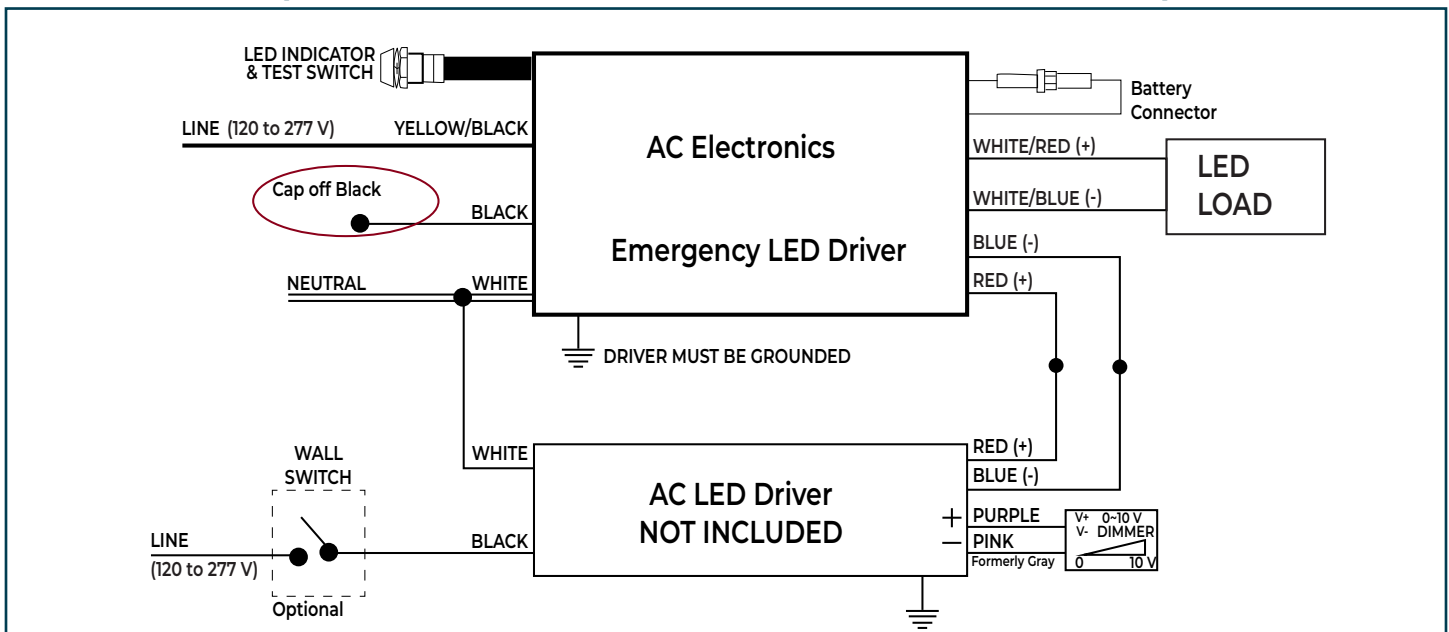 LED INDICATOR
& TEST SWITCH
LINE (120 to 277 V)
YELLOW/BLACK
Cap off Black
BLACK
NEUTRAL
WHITE
AC Electronics
Emergency LED Driver
DRIVER MUST BE GROUNDED
Battery
Connector
WHITE/RED (+)
WHITE/BLUE (-)
LED
LOAD
BLUE (-)
RED (+)
WALL
SWITCH
LINE
(120 to 277 V)
Optional
WHITE
BLACK
AC LED Driver
NOT INCLUDED
RED (+)
BLUE (-)
+ PURPLE
— PINK
Formerly Gray
V+ 0~10 V
V- DIMMER
0 10 V